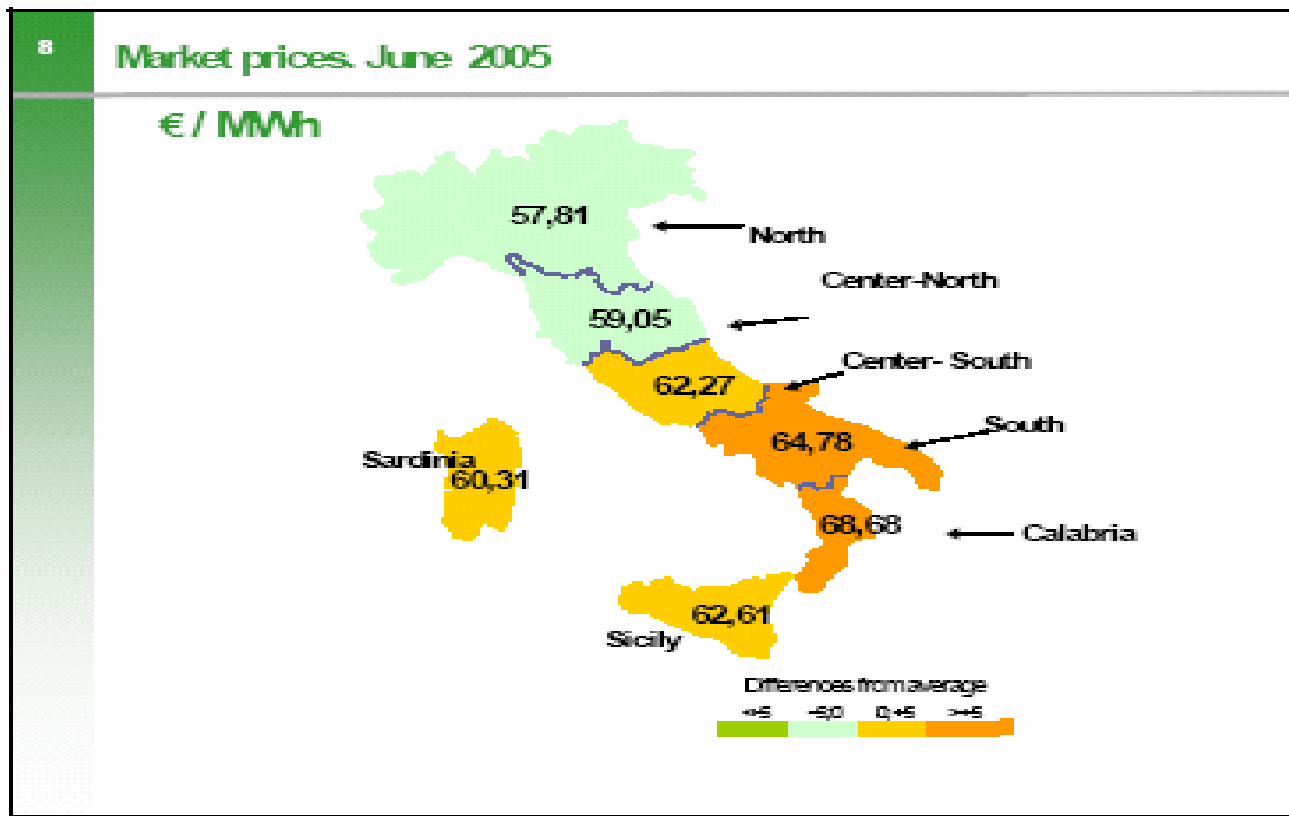 8
Market prices. June 2005
€ / MWh
57,81
North
Center-North
59,05
Center- South
62,27
South
64,78
Sardinia
60,31
68,68
Calabria
62,61
Sicily
Differences from average
-5;0 0;+5 >+5